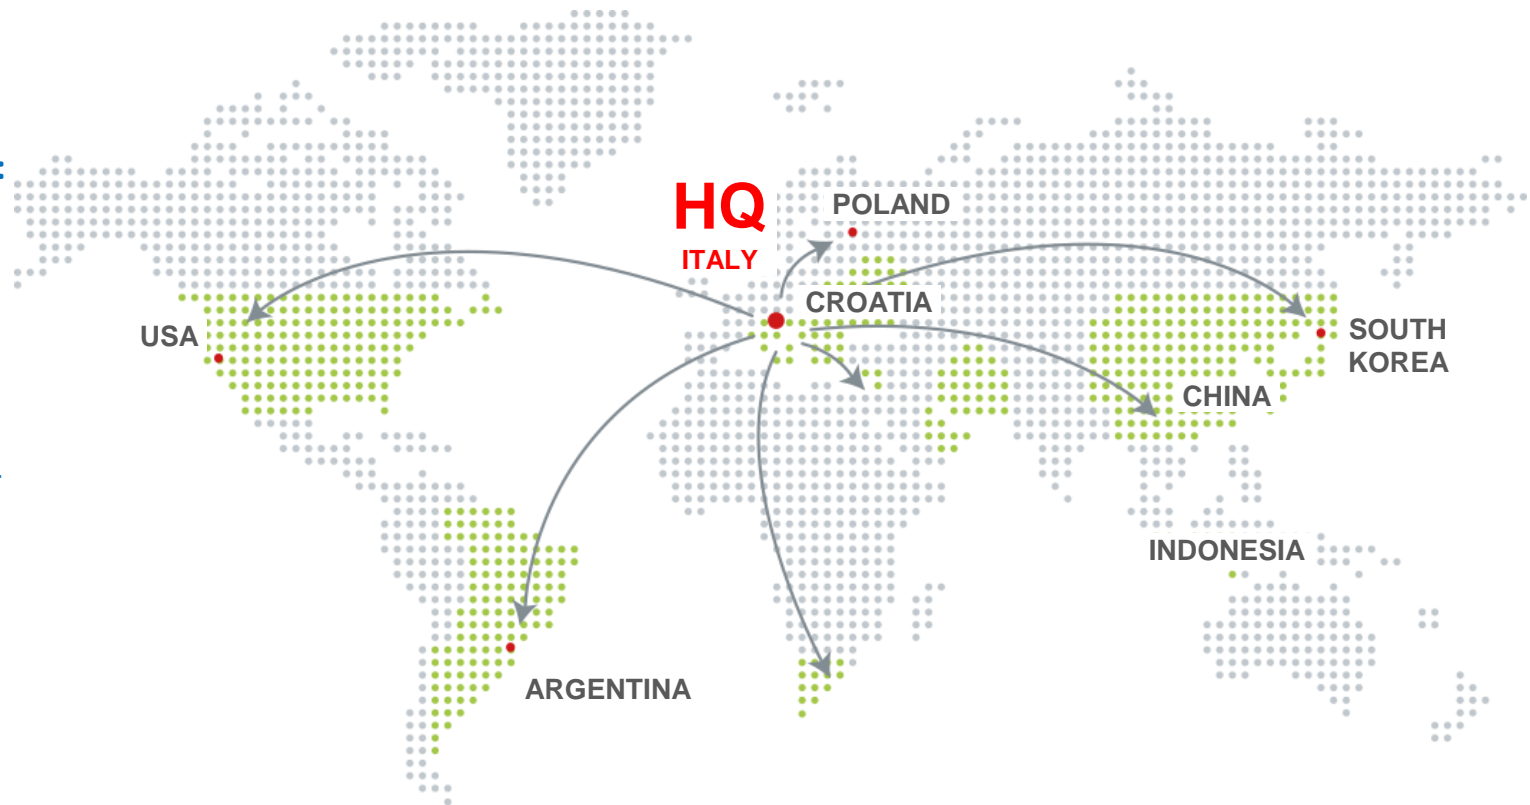 HQ
ITALY
POLAND
CROATIA
USA
SOUTH
KOREA
CHINA
INDONESIA
ARGENTINA